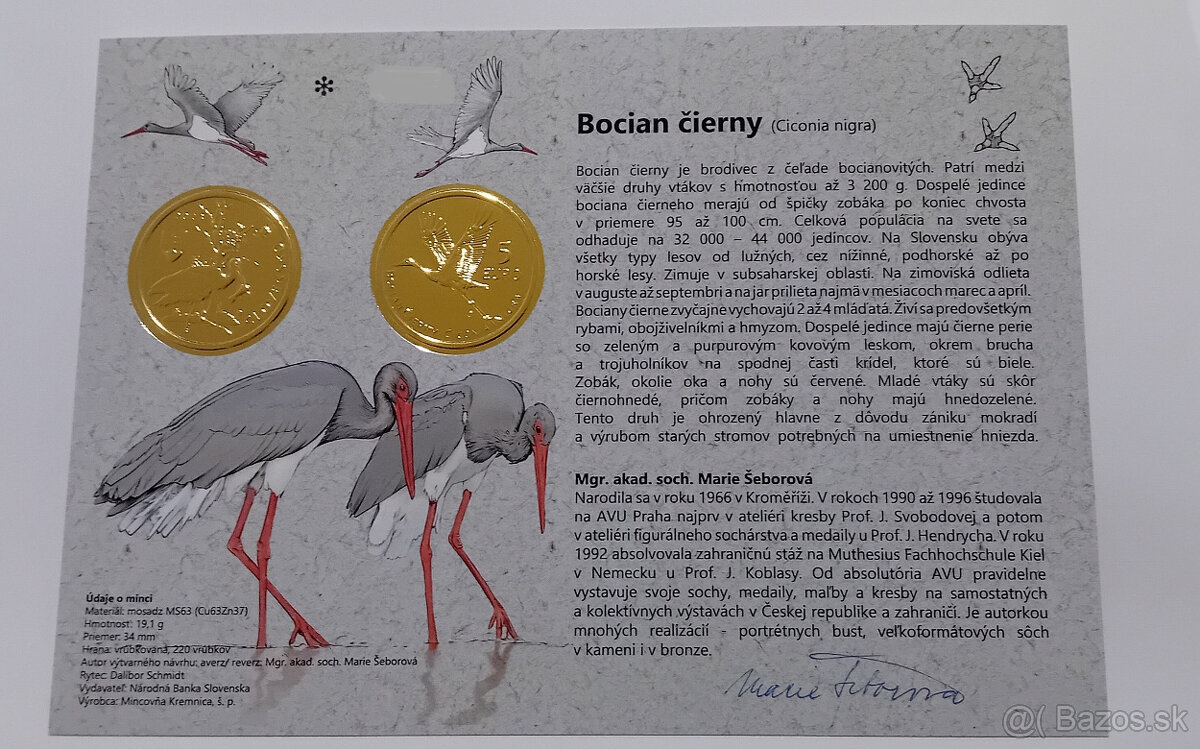 Bocian čierny (Ciconia nigra)
Bocian čierny je brodivec z čeľade bocianovitých. Patrí medzi
väčšie druhy vtákov s hmotnosťou až 3 200 g. Dospelé jedince
bociana čierneho merajú od špičky zobáka po koniec chvosta
v priemere 95 až 100 cm. Celková populácia na svete sa
odhaduje na 32 000 – 44 000 jedincov. Na Slovensku obýva
všetky typy lesov od lužných, cez nížinné, podhorské až po
horské lesy. Zimuje v subsaharskej oblasti. Na zimoviská odlieta
v auguste až septembri a na jar prilieta najmä v mesiacoch marec a apríl.
Bociany čierne zvyčajne vychovajú 2 až 4 mláďatá. Živí sa predovšetkým
rybami, obojživelníkmi a hmyzom. Dospelé jedince majú čierne perie
so zeleným a purpurovým kovovým leskom, okrem brucha
a trojuholníkov na spodnej časti krídel, ktoré sú biele.
Zobák, okolie oka a nohy sú červené. Mladé vtáky sú skôr
čiernohnedé, pričom zobáky a nohy majú hnedozelené.
Tento druh je ohrozený hlavne z dôvodu zániku mokradí
a výrubom starých stromov potrebných na umiestnenie hniezda.
Mgr. akad. soch. Marie Šeborová
Narodila sa v roku 1966 v Kroměříži. V rokoch 1990 až 1996 študovala
na AVU Praha najprv v ateliéri kresby Prof. J. Svobodovej a potom
v ateliéri figurálneho sochárstva a medaily u Prof. J. Hendrycha. V roku
1992 absolvovala zahraničnú stáž na Muthesius Fachhochschule Kiel
v Nemecku u Prof. J. Koblasy. Od absolutória AVU pravidelne
vystavuje svoje sochy, medaily, maľby a kresby na samostatných
a kolektívnych výstavách v Českej republike a zahraničí. Je autorkou
mnohých realizácií - portrétnych bust, veľkoformátových sôch
v kameni i v bronze.
Marie Šeborová
5
EURO
Údaje o minci
Materiál: mosadz MS63 (Cu63Zn37)
Hmotnosť: 19,1 g
Priemer: 34 mm
Hrana: vrúbkovaná, 220 vrúbkov
Autor výtvarného návrhu: averz/ reverz: Mgr. akad. soch. Marie Šeborová
Rytec: Dalibor Schmidt
Vydavateľ: Národná Banka Slovenska
Výrobca: Mincovňa Kremnica, š. p.
@( Bazos.sk